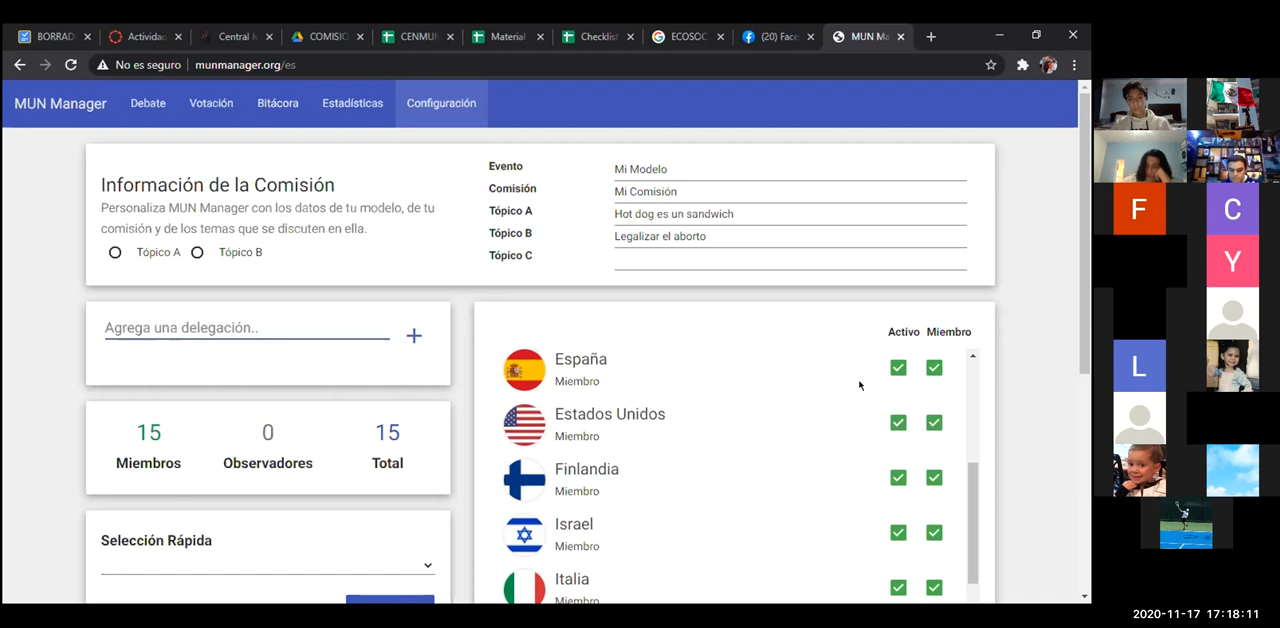 BORRAD
Actividad
Central
COMISIO
CENMUN
Material
Checklist
ECOSOC
(20) Face
MUN Ma
No es seguro
munmanager.org/es
MUN Manager
Debate
Votación
Bitácora
Estadísticas
Configuración
Información de la Comisión
Personaliza MUN Manager con los datos de tu modelo, de tu
comisión y de los temas que se discuten en ella.
Tópico A
Tópico B
Evento Mi Modelo
Comisión Mi Comisión
Tópico A Hot dog es un sandwich
Tópico B Legalizar el aborto
Tópico C
Agrega una delegación..
15 0 15
Miembros Observadores Total
Selección Rápida
Activo Miembro
España
Miembro
Estados Unidos
Miembro
Finlandia
Miembro
Israel
Miembro
Italia
Miembro
F
C
Y
L
2020-11-17 17:18:11